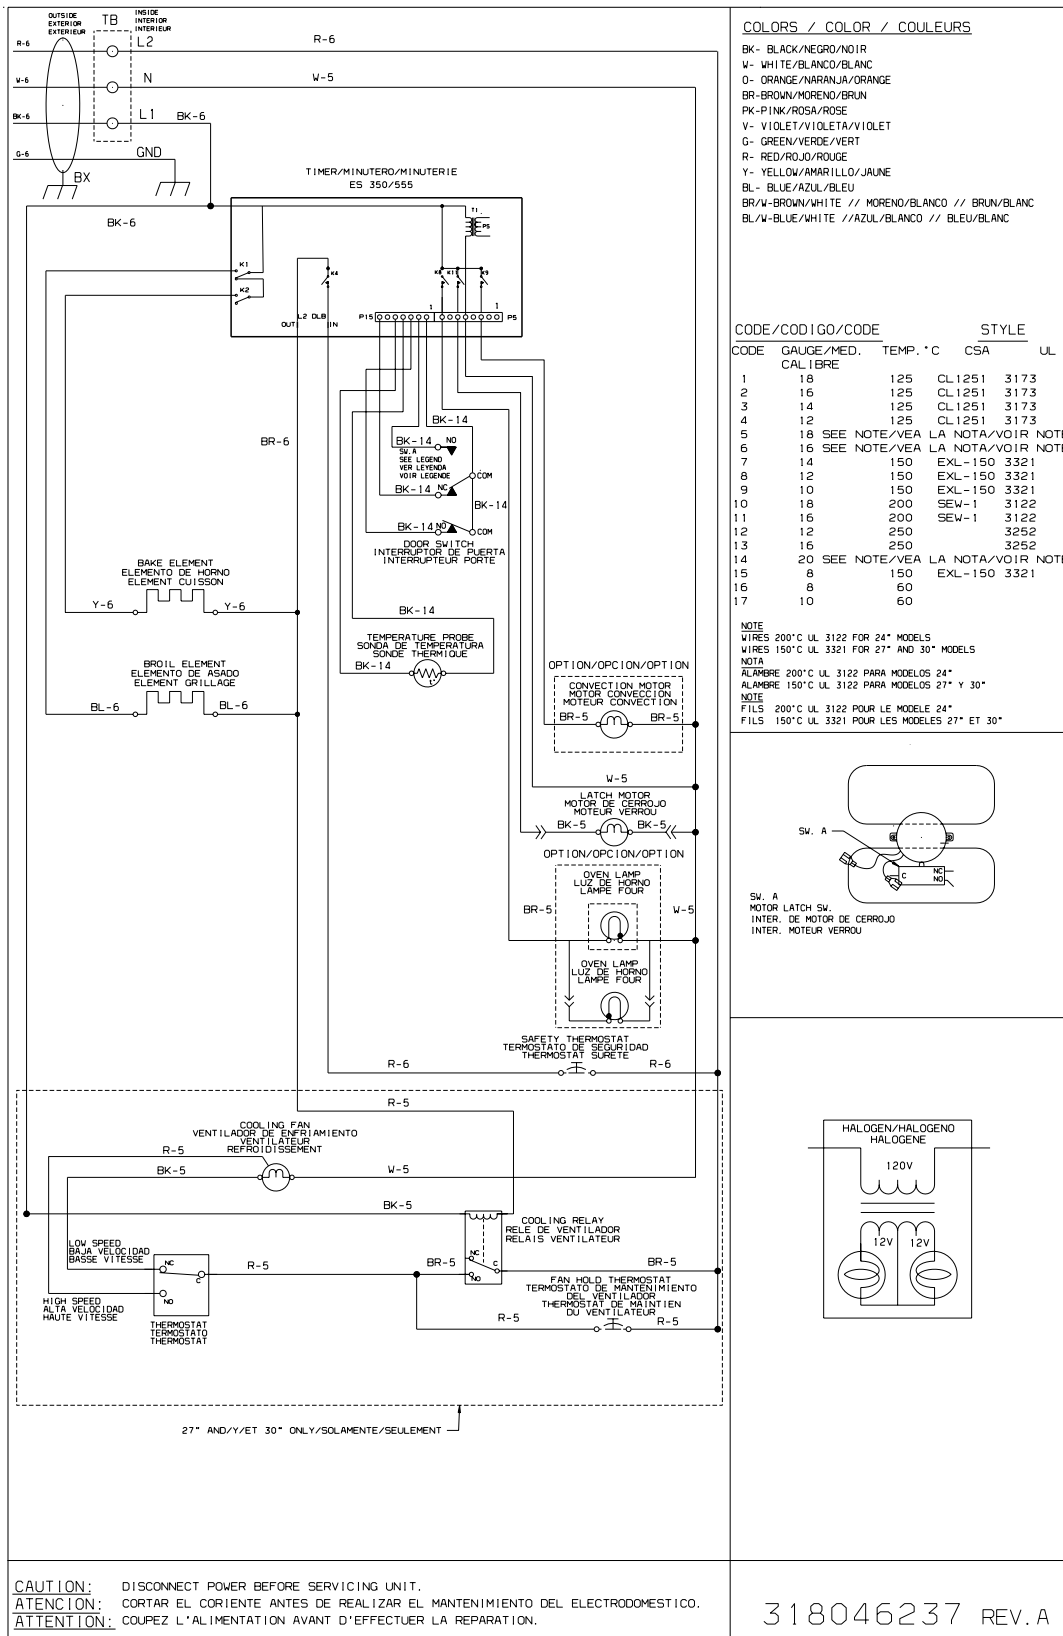 OUTSIDE
EXTERIOR
EXTERIEUR
TB
INSIDE
INTERIOR
INTERIEUR
R-6
L2
R-6
W-6
N
W-5
BK-6
L1
BK-6
G-6
GND
BX
BK-6
TIMER/MINUTERO/MINUTERIE
ES 350/555
T1
P5
K1
K2
K4
K9
L2 DLB
OUT
IN
P15
1
1
P5
BR-6
BK-14
BK-14
NO
SW.A
SEE LEGEND
VER LEYENDA
VOIR LEGENDE
COM
BK-14
NC
BK-14
BK-14
NO
COM
DOOR SWITCH
INTERRUPTOR DE PUERTA
INTERRUPTEUR PORTE
BAKE ELEMENT
ELEMENTO DE HORNO
ELEMENT CUISSON
Y-6
Y-6
BK-14
TEMPERATURE PROBE
SONDA DE TEMPERATURA
SONDE THERMIQUE
BK-14
t°
BROIL ELEMENT
ELEMENTO DE ASADO
ELEMENT GRILLAGE
BL-6
BL-6
OPTION/OPCION/OPTION
CONVECTION MOTOR
MOTOR CONVECCION
MOTEUR CONVECTION
BR-5
BR-5
W-5
LATCH MOTOR
MOTOR DE CERROJO
MOTEUR VERROU
BK-5
BK-5
OPTION/OPCION/OPTION
OVEN LAMP
LUZ DE HORNO
LAMPE FOUR
BR-5
W-5
OVEN LAMP
LUZ DE HORNO
LAMPE FOUR
SAFETY THERMOSTAT
TERMOSTATO DE SEGURIDAD
THERMOSTAT SURETE
R-6
R-6
R-5
COOLING FAN
VENTILADOR DE ENFRIAMIENTO
VENTILATEUR
REFROIDISSEMENT
R-5
BK-5
W-5
BK-5
COOLING RELAY
RELE DE VENTILADOR
RELAIS VENTILATEUR
LOW SPEED
BAJA VELOCIDAD
BASSE VITESSE
NC
C
NO
R-5
BR-5
NC
C
NO
BR-5
HIGH SPEED
ALTA VELOCIDAD
HAUTE VITESSE
THERMOSTAT
TERMOSTATO
THERMOSTAT
FAN HOLD THERMOSTAT
TERMOSTATO DE MANTENIMIENTO
DEL VENTILADOR
THERMOSTAT DE MAINTIEN
DU VENTILATEUR
R-5
R-5
27" AND/Y/ET 30" ONLY/SOLAMENTE/SEULEMENT
COLORS / COLOR / COULEURS
BK- BLACK/NEGRO/NOIR
W- WHITE/BLANCO/BLANC
O- ORANGE/NARANJA/ORANGE
BR-BROWN/MORENO/BRUN
PK-PINK/ROSA/ROSE
V- VIOLET/VIOLETA/VIOLET
G- GREEN/VERDE/VERT
R- RED/ROJO/ROUGE
Y- YELLOW/AMARILLO/JAUNE
BL- BLUE/AZUL/BLEU
BR/W-BROWN/WHITE // MORENO/BLANCO // BRUN/BLANC
BL/W-BLUE/WHITE //AZUL/BLANCO // BLEU/BLANC
CODE/CODIGO/CODE STYLE
CODE GAUGE/MED. TEMP.°C CSA UL
CALIBRE
1 18 125 CL1251 3173
2 16 125 CL1251 3173
3 14 125 CL1251 3173
4 12 125 CL1251 3173
5 18 SEE NOTE/VEA LA NOTA/VOIR NOTE
6 16 SEE NOTE/VEA LA NOTA/VOIR NOTE
7 14 150 EXL-150 3321
8 12 150 EXL-150 3321
9 10 150 EXL-150 3321
10 18 200 SEW-1 3122
11 16 200 SEW-1 3122
12 12 250 3252
13 16 250 3252
14 20 SEE NOTE/VEA LA NOTA/VOIR NOTE
15 8 150 EXL-150 3321
16 8 60
17 10 60
NOTE
WIRES 200°C UL 3122 FOR 24" MODELS
WIRES 150°C UL 3321 FOR 27" AND 30" MODELS
NOTA
ALAMBRE 200°C UL 3122 PARA MODELOS 24"
ALAMBRE 150°C UL 3122 PARA MODELOS 27" Y 30"
NOTE
FILS 200°C UL 3122 POUR LE MODELE 24"
FILS 150°C UL 3321 POUR LES MODELES 27" ET 30"
SW. A
C
NC
NO
SW. A
MOTOR LATCH SW.
INTER. DE MOTOR DE CERROJO
INTER. MOTEUR VERROU
HALOGEN/HALOGENO
HALOGENE
120V
12V
12V
CAUTION: DISCONNECT POWER BEFORE SERVICING UNIT.
ATENCION: CORTAR EL CORIENTE ANTES DE REALIZAR EL MANTENIMIENTO DEL ELECTRODOMESTICO.
ATTENTION: COUPEZ L'ALIMENTATION AVANT D'EFFECTUER LA REPARATION.
318046237 REV.A